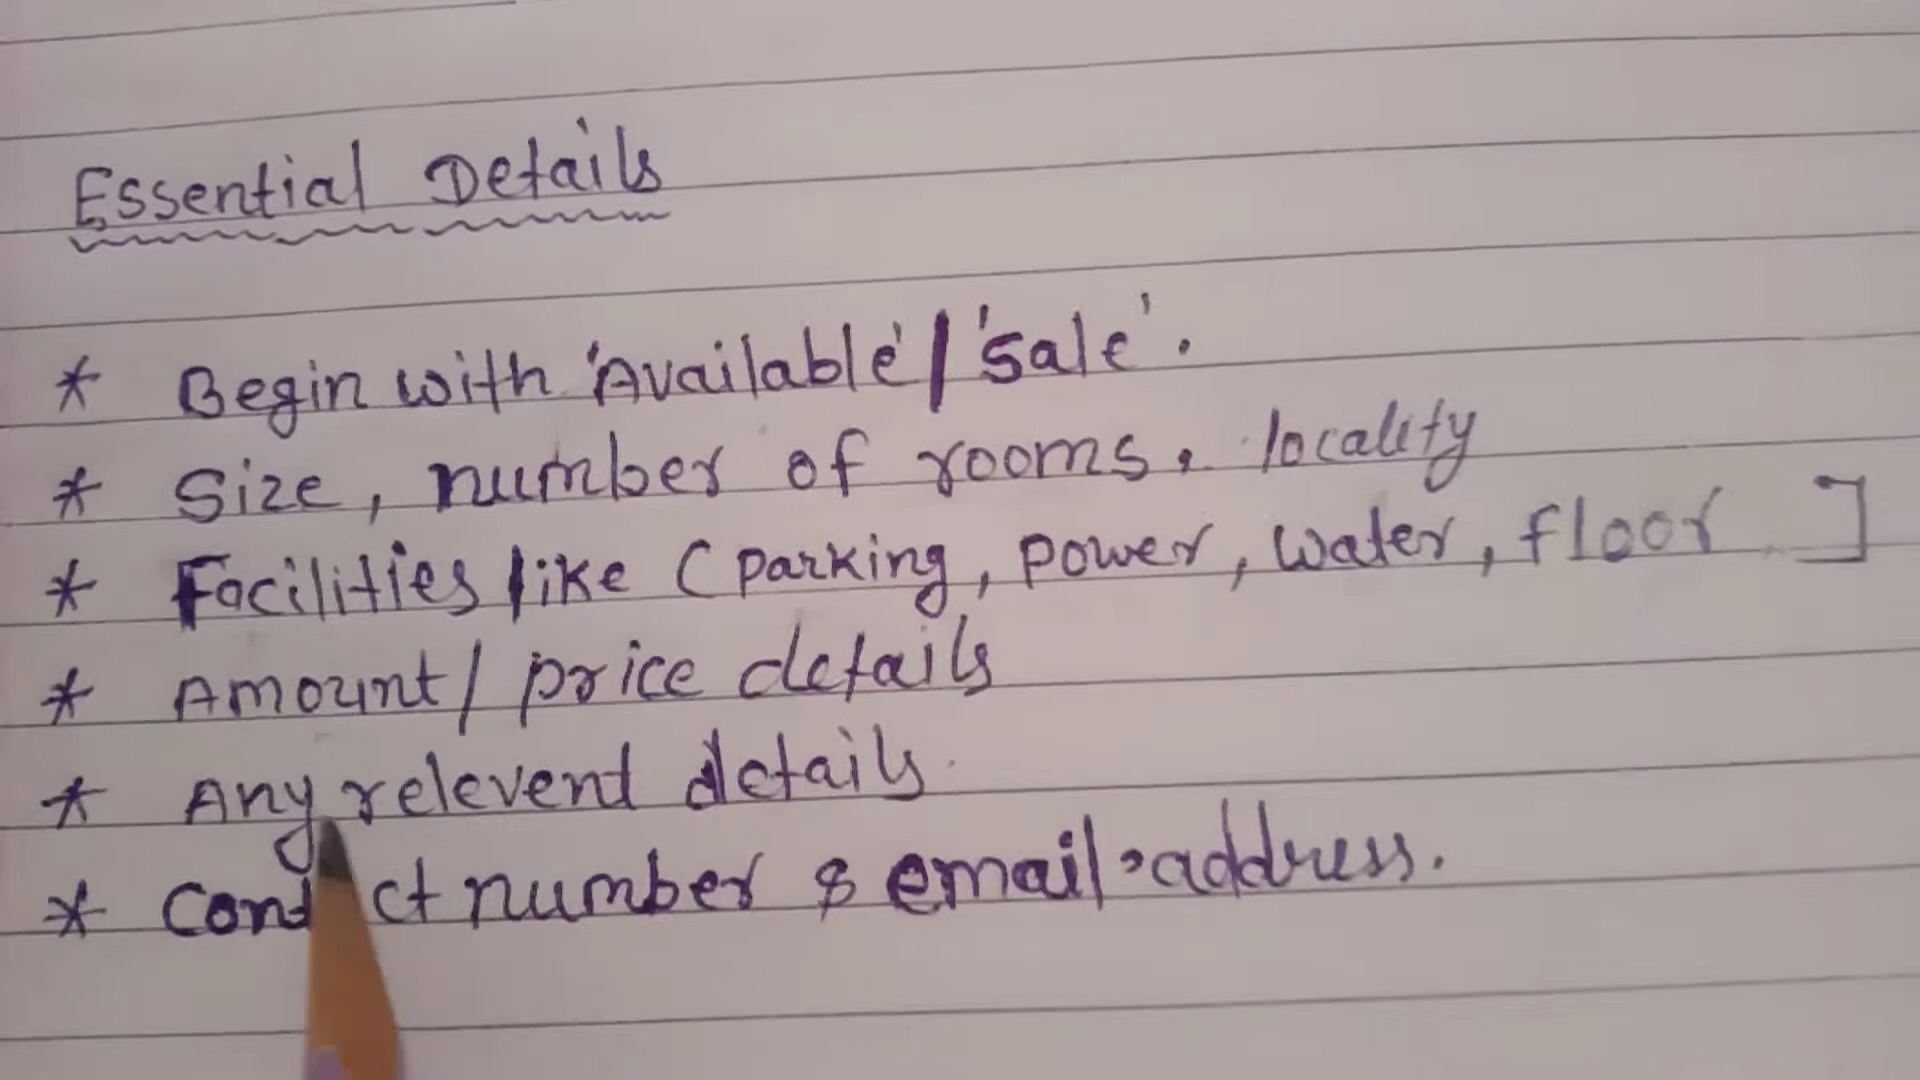 Essential Details
* Begin with 'Available' / 'sale'.
* Size, number of rooms, locality
* Facilities like ( parking, power, water, floor ]
* Amount / price details
* Any relevent details.
* number & email address.